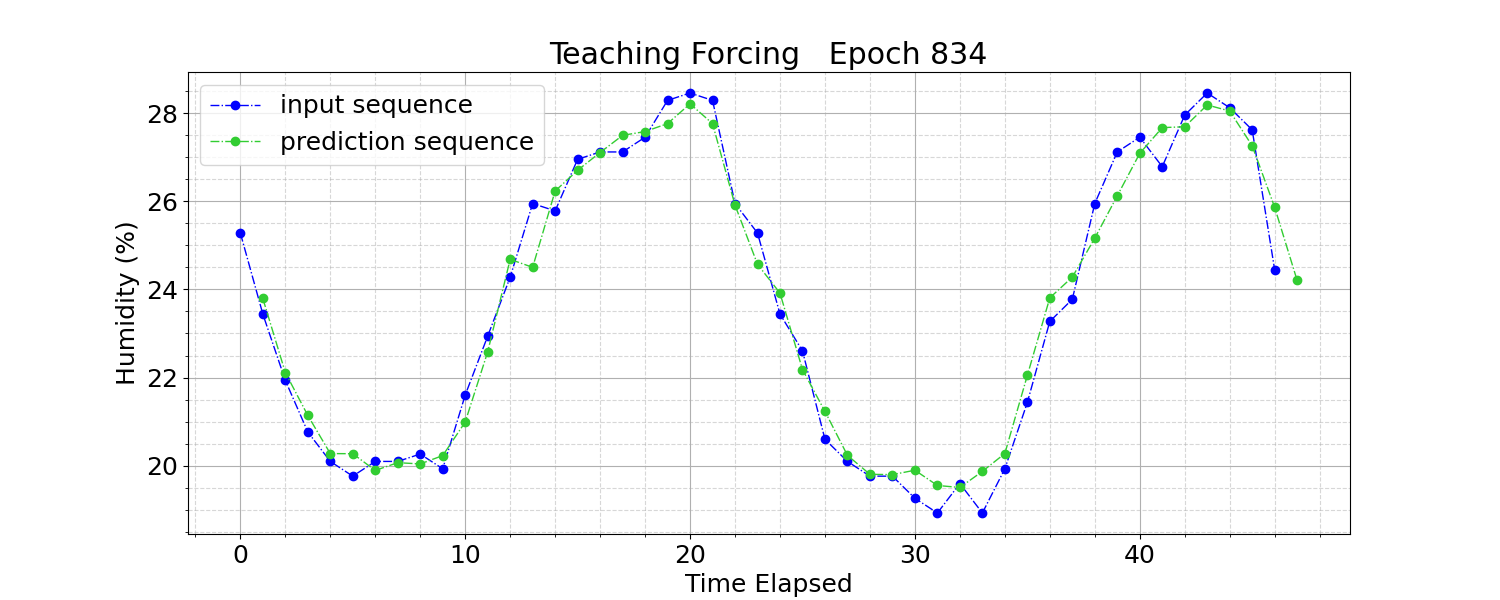 Teaching Forcing   Epoch 834
input sequence
prediction sequence
Humidity (%)
28
26
24
22
20
0 10 20 30 40
Time Elapsed